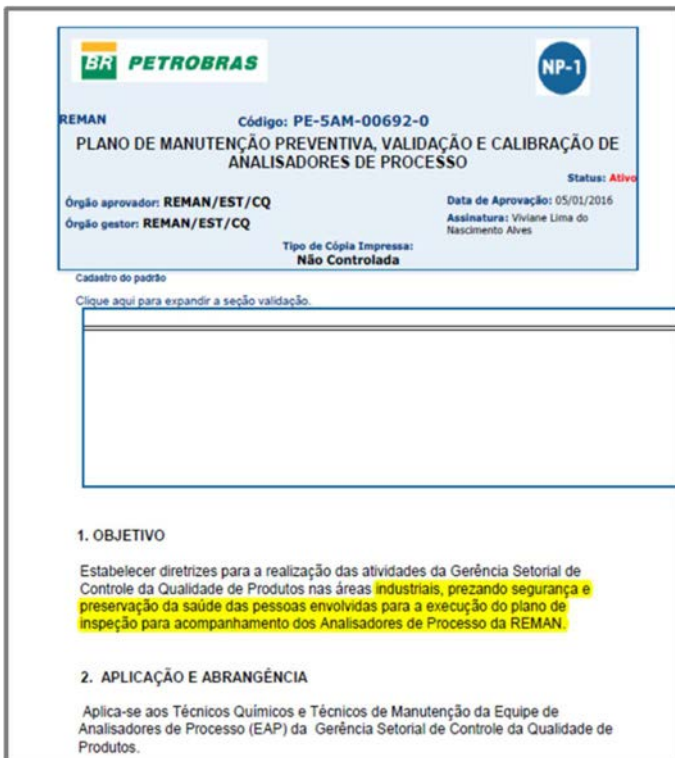 BR PETROBRAS
NP-1
REMAN
Código: PE-5AM-00692-0
PLANO DE MANUTENÇÃO PREVENTIVA, VALIDAÇÃO E CALIBRAÇÃO DE
ANALISADORES DE PROCESSO
Status: Ativo
Órgão aprovador: REMAN/EST/CQ
Data de Aprovação: 05/01/2016
Órgão gestor: REMAN/EST/CQ
Assinatura: Viviane Lima do
Nascimento Alves
Tipo de Cópia Impressa:
Não Controlada
Cadastro do padrão
Clique aqui para expandir a seção validação.
1. OBJETIVO
Estabelecer diretrizes para a realização das atividades da Gerência Setorial de
Controle da Qualidade de Produtos nas áreas industriais, prezando segurança e
preservação da saúde das pessoas envolvidas para a execução do plano de
inspeção para acompanhamento dos Analisadores de Processo da REMAN.
2. APLICAÇÃO E ABRANGÊNCIA
Aplica-se aos Técnicos Químicos e Técnicos de Manutenção da Equipe de
Analisadores de Processo (EAP) da Gerência Setorial de Controle da Qualidade de
Produtos.